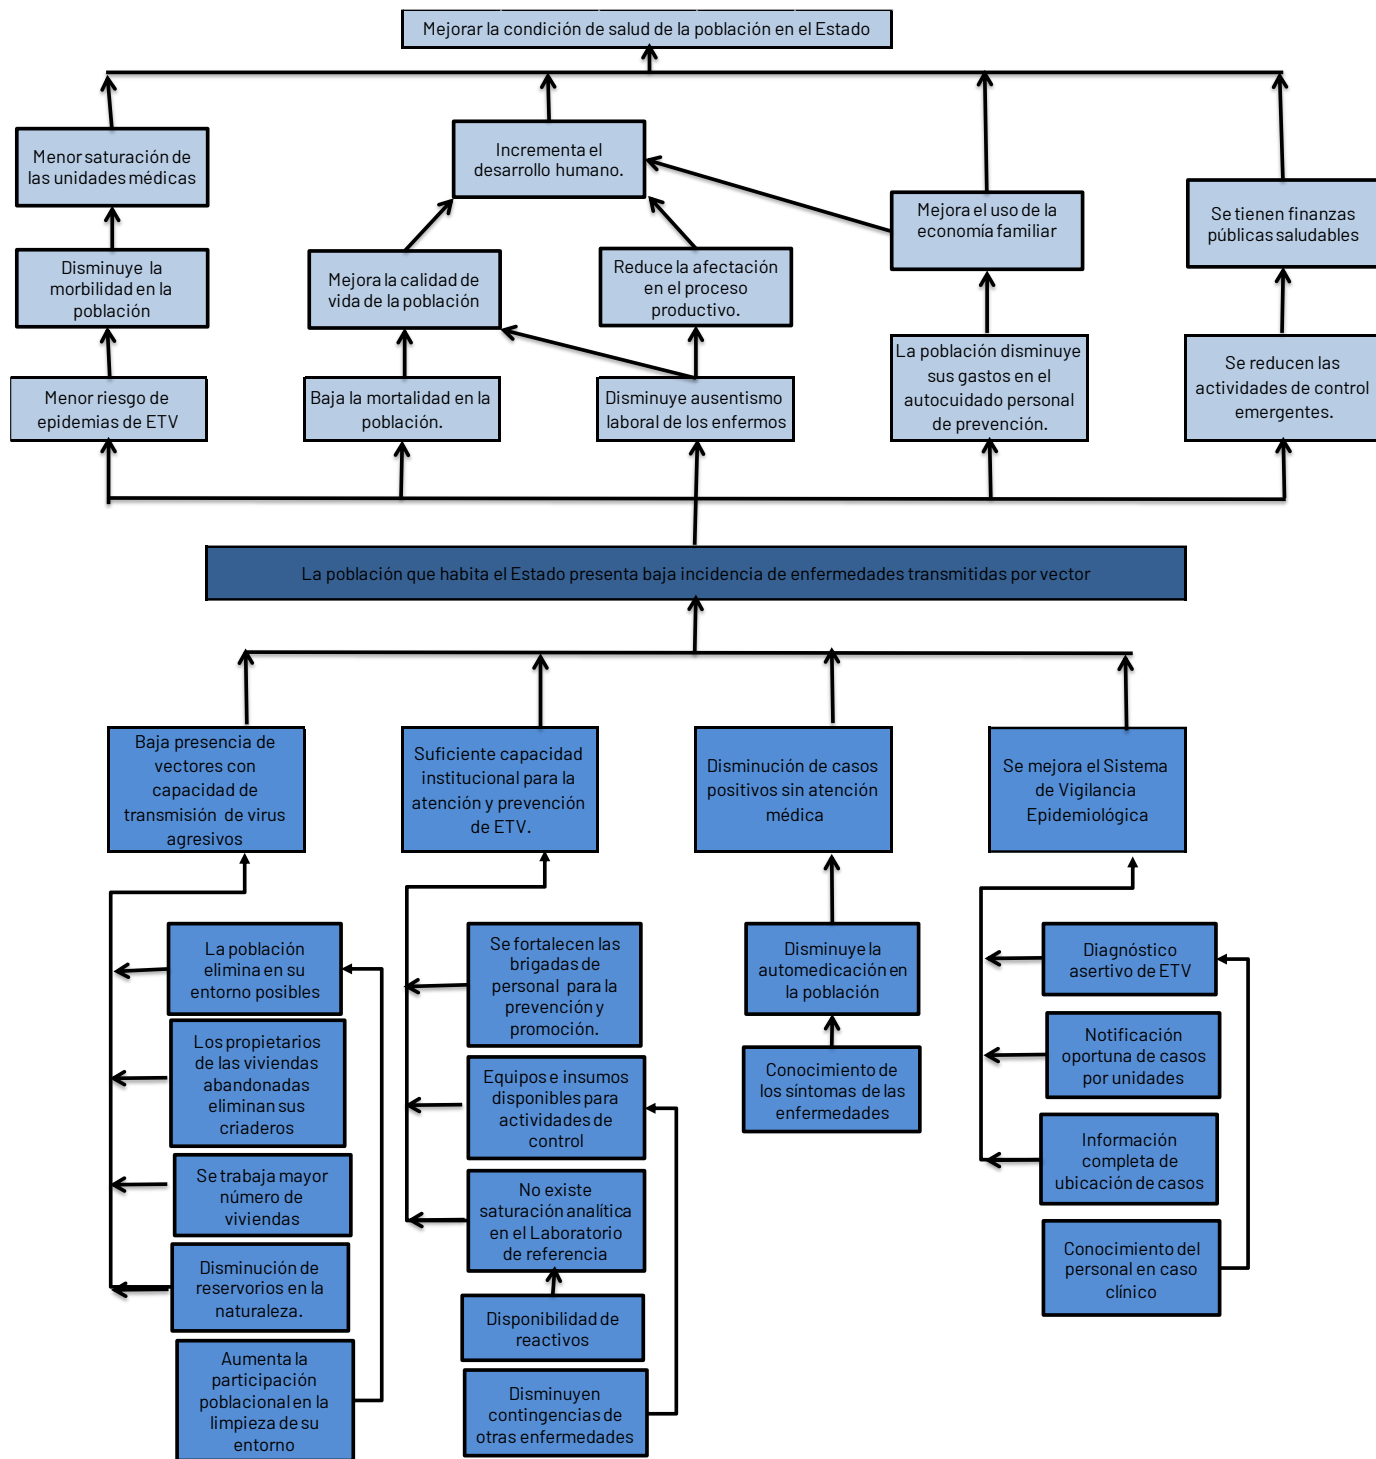 Mejorar la condición de salud de la población en el Estado
Menor saturación de
las unidades médicas
Incrementa el
desarrollo humano.
Mejora el uso de la
economía familiar
Se tienen finanzas
públicas saludables
Disminuye la
morbilidad en la
población
Mejora la calidad de
vida de la población
Reduce la afectación
en el proceso
productivo.
Menor riesgo de
epidemias de ETV
Baja la mortalidad en la
población.
Disminuye ausentismo
laboral de los enfermos
La población disminuye
sus gastos en el
autocuidado personal
de prevención.
Se reducen las
actividades de control
emergentes.
La población que habita el Estado presenta baja incidencia de enfermedades transmitidas por vector
Baja presencia de
vectores con
capacidad de
transmisión de virus
agresivos
Suficiente capacidad
institucional para la
atención y prevención
de ETV.
Disminución de casos
positivos sin atención
médica
Se mejora el Sistema
de Vigilancia
Epidemiológica
La población
elimina en su
entorno posibles
Los propietarios
de las viviendas
abandonadas
eliminan sus
criaderos
Se trabaja mayor
número de
viviendas
Disminución de
reservorios en la
naturaleza.
Aumenta la
participación
poblacional en la
limpieza de su
entorno
Se fortalecen las
brigadas de
personal para la
prevención y
promoción.
Equipos e insumos
disponibles para
actividades de
control
No existe
saturación analítica
en el Laboratorio
de referencia
Disponibilidad de
reactivos
Disminuyen
contingencias de
otras enfermedades
Disminuye la
automedicación en
la población
Conocimiento de
los síntomas de las
enfermedades
Diagnóstico
asertivo de ETV
Notificación
oportuna de casos
por unidades
Información
completa de
ubicación de casos
Conocimiento del
personal en caso
clínico